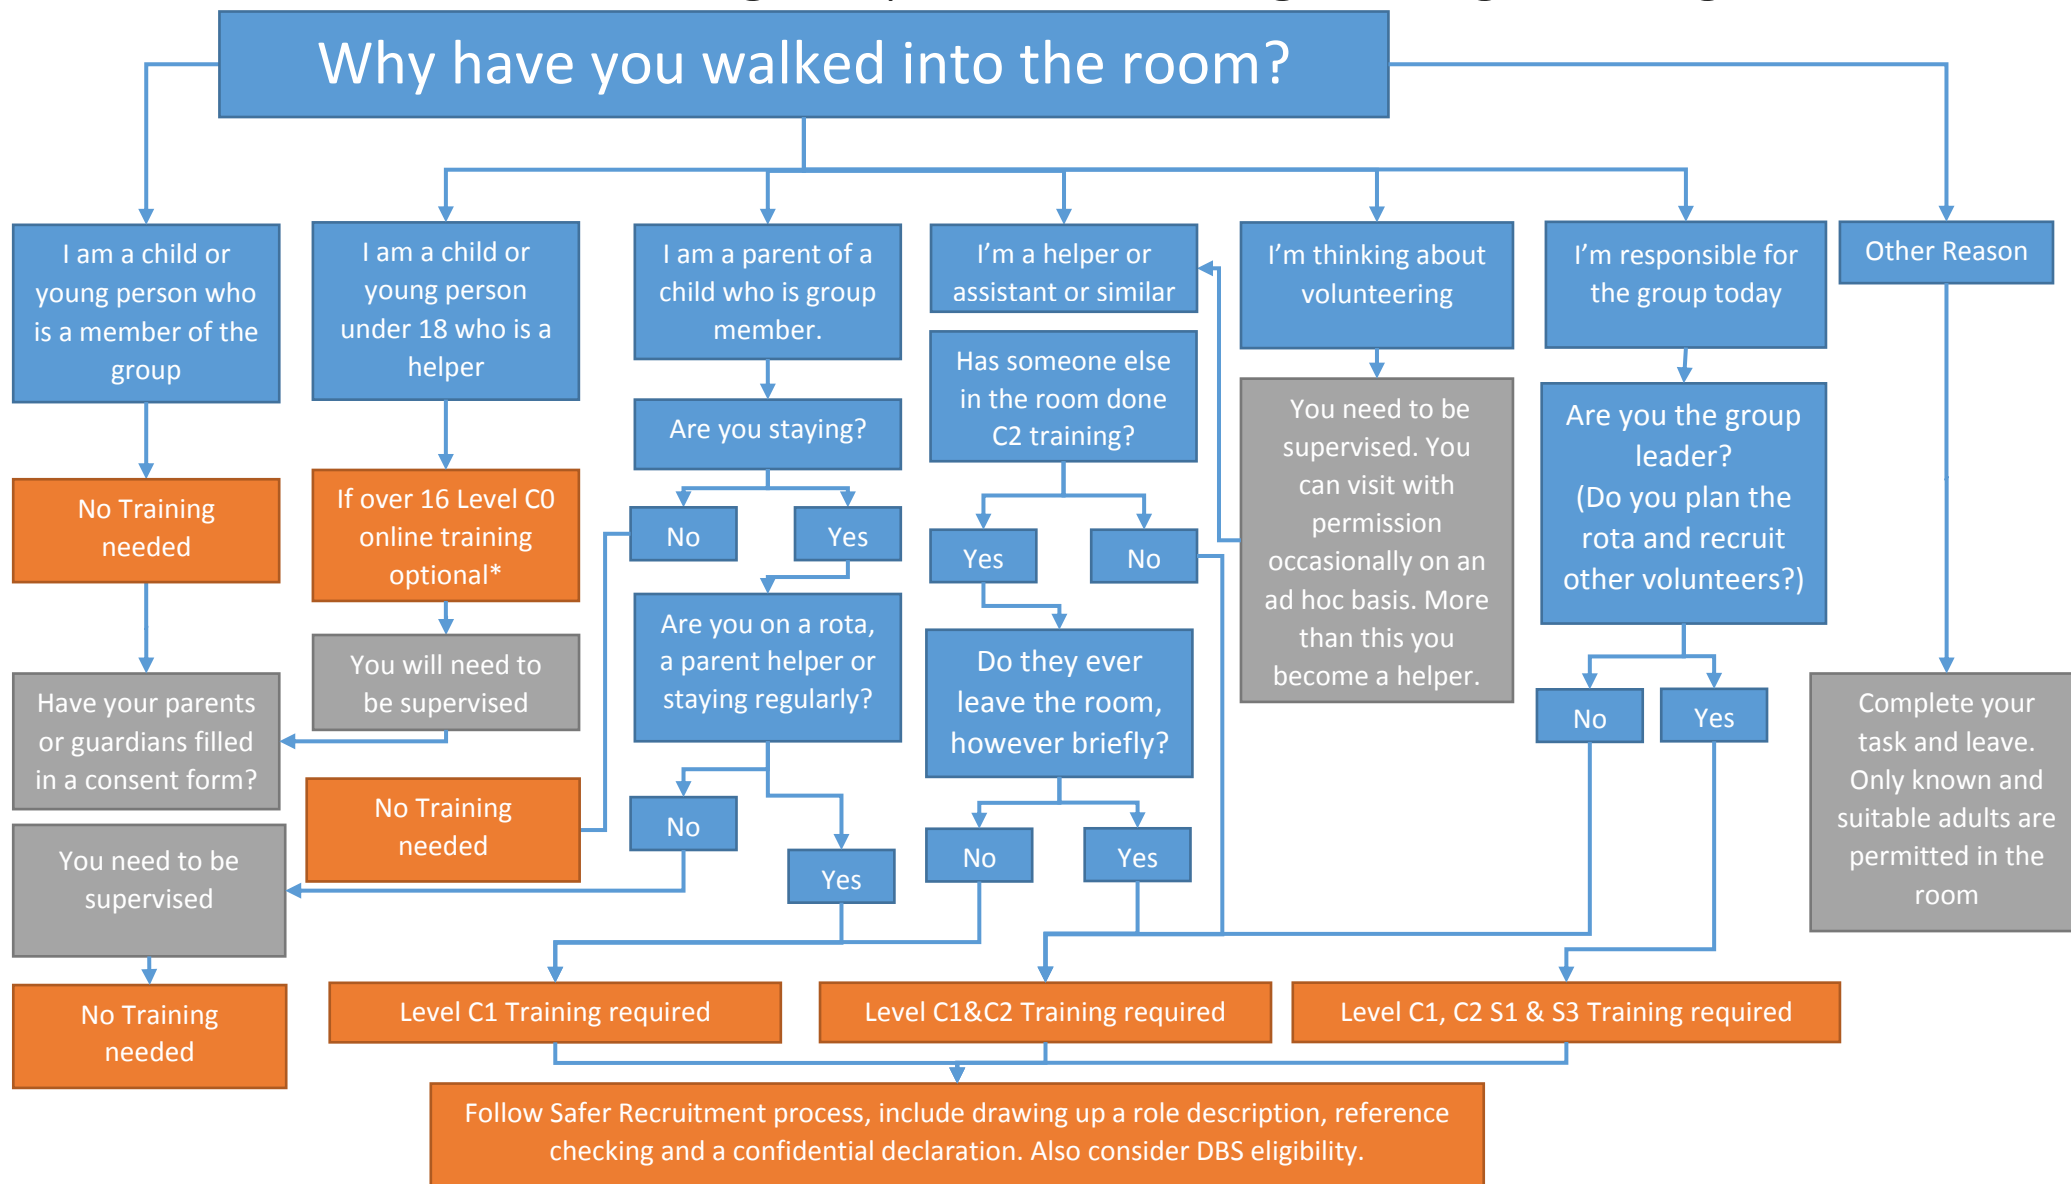 Why have you walked into the room?
I am a child or
young person who
is a member of the
group
I am a child or
young person
under 18 who is a
helper
I am a parent of a
child who is group
member.
I'm a helper or
assistant or similar
I'm thinking about
volunteering
I'm responsible for
the group today
Other Reason
Has someone else
in the room done
C2 training?
You need to be
supervised. You
can visit with
permission
occasionally on an
ad hoc basis. More
than this you
become a helper.
Are you the group
leader?
(Do you plan the
rota and recruit
other volunteers?)
Are you staying?
No Training
needed
If over 16 Level C0
online training
optional*
No
Yes
Yes
No
Are you on a rota,
a parent helper or
staying regularly?
You will need to
be supervised
Do they ever
leave the room,
however briefly?
Have your parents
or guardians filled
in a consent form?
No
Yes
Complete your
task and leave.
Only known and
suitable adults are
permitted in the
room
No Training
needed
No
Yes
No
Yes
You need to be
supervised
No Training
needed
Level C1 Training required
Level C1&C2 Training required
Level C1, C2 S1 & S3 Training required
Follow Safer Recruitment process, include drawing up a role description, reference
checking and a confidential declaration. Also consider DBS eligibility.